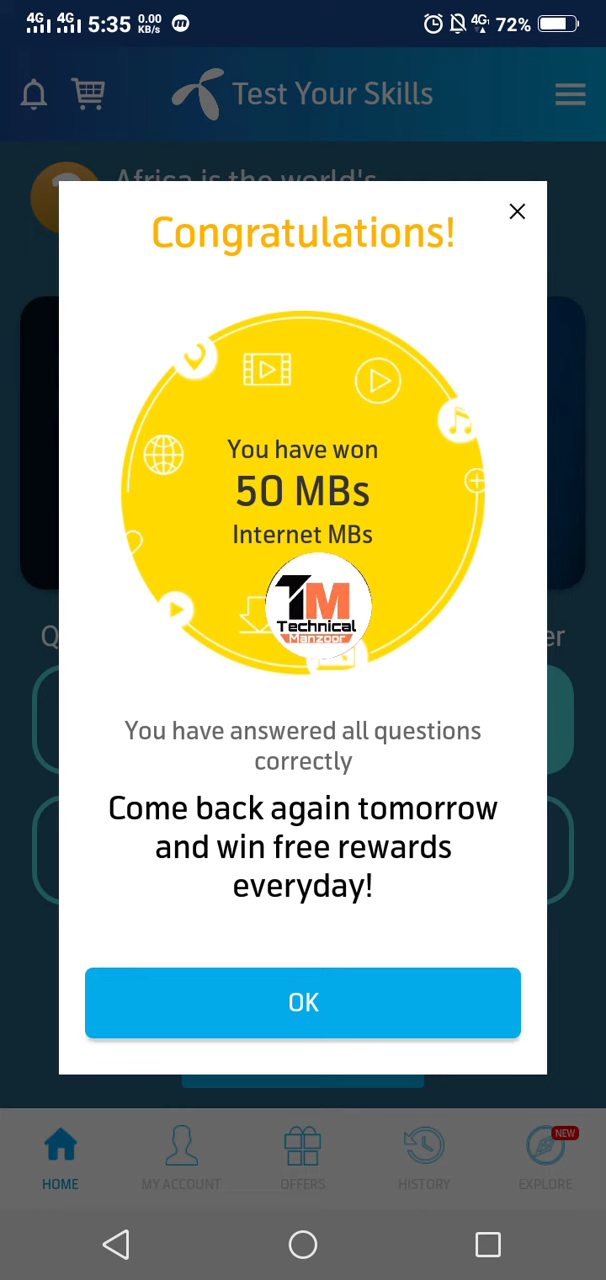 4G 4G 5:35 0.00 KB/s m 4G 72%
Test Your Skills
Africa is the world's
Congratulations!
You have won
50 MBs
Internet MBs
TM
Technical
Manzoor
Q
er
You have answered all questions
correctly
Come back again tomorrow
and win free rewards
everyday!
OK
NEW
HOME MY ACCOUNT OFFERS HISTORY EXPLORE